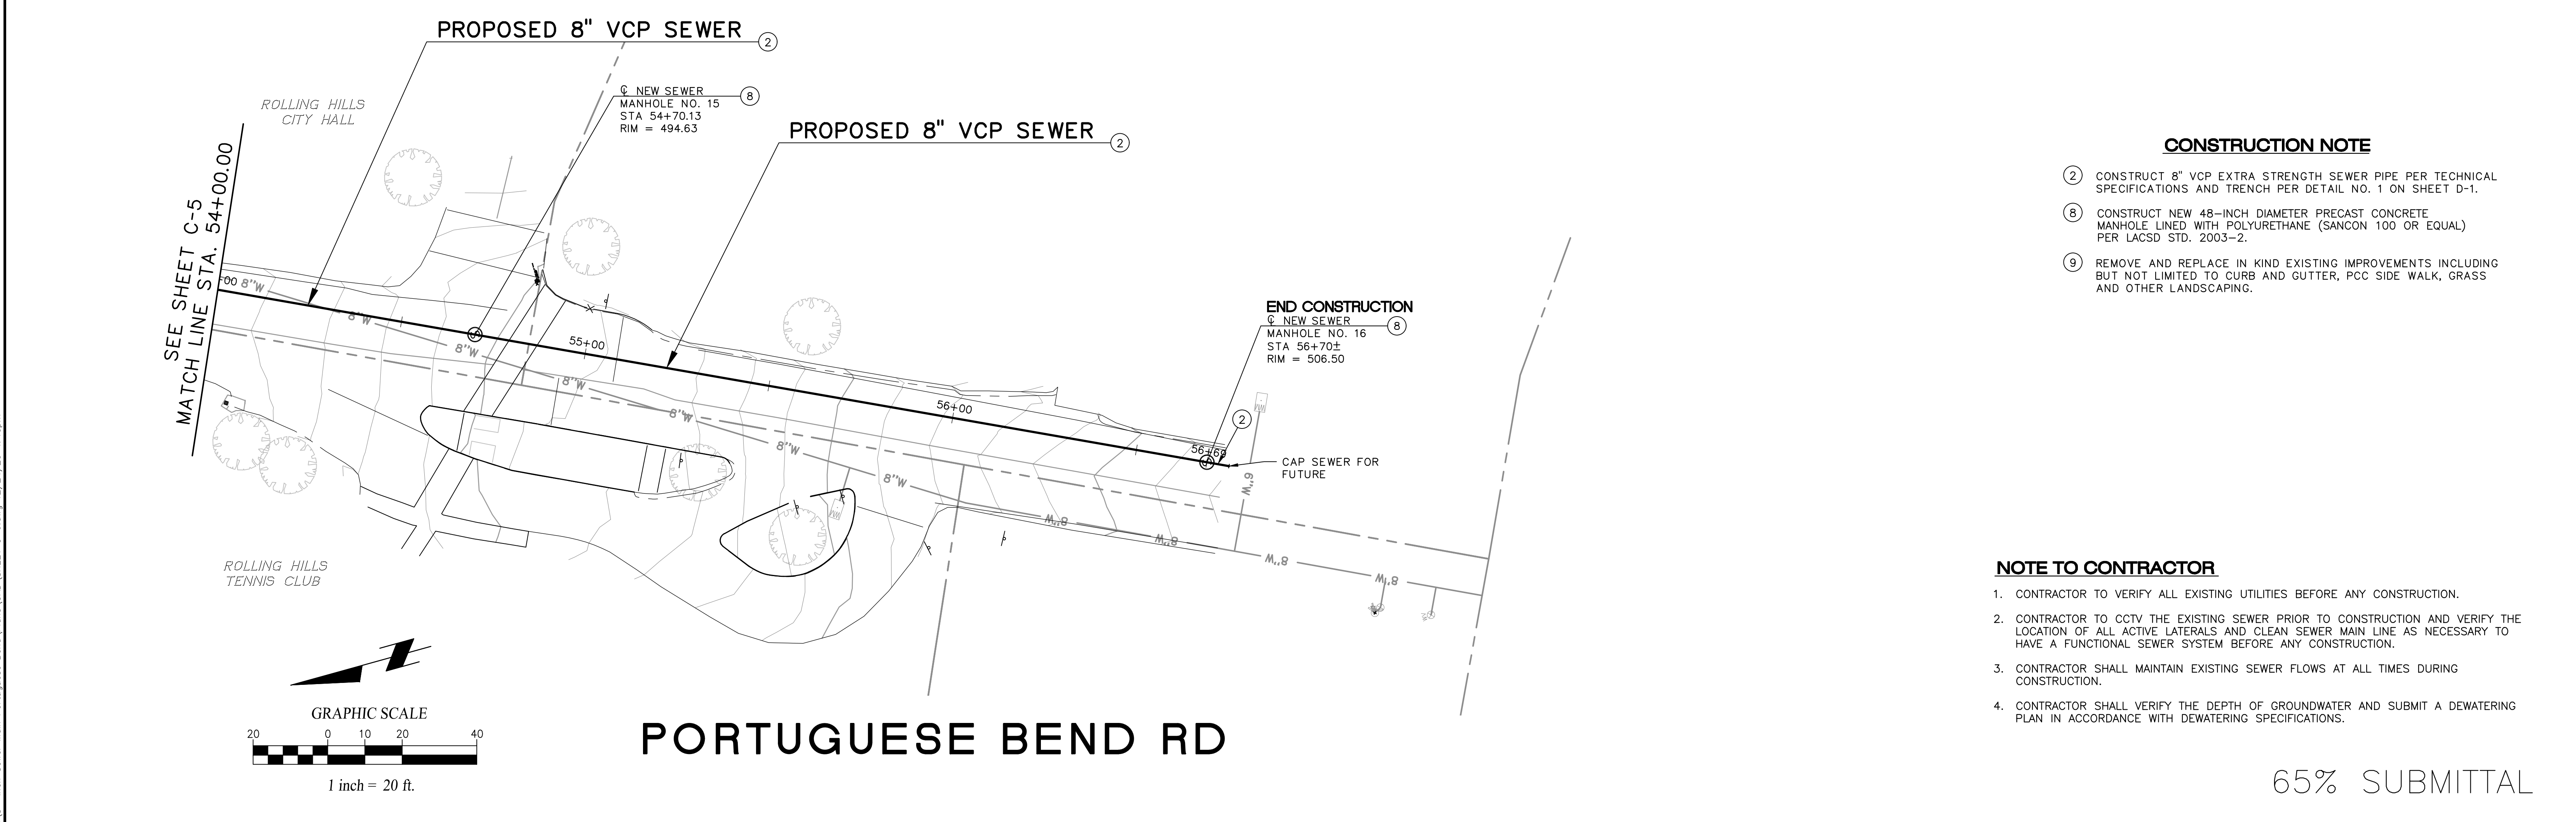 PROPOSED 8" VCP SEWER 2
℄ NEW SEWER
MANHOLE NO. 15
STA 54+70.13
RIM = 494.63
8
ROLLING HILLS
CITY HALL
PROPOSED 8" VCP SEWER 2
SEE SHEET C-5
MATCH LINE STA. 54+00.00
+00
8"W
8"W
8"W
8"W
8"W
8"W
8"W
8"W
8"W
8"W
8"W
6"W
S
S
WM
WM
55+00
56+00
56+69
END CONSTRUCTION
℄ NEW SEWER
MANHOLE NO. 16
STA 56+70±
RIM = 506.50
8
2
CAP SEWER FOR
FUTURE
ROLLING HILLS
TENNIS CLUB
GRAPHIC SCALE
20 0 10 20 40
1 inch = 20 ft.
PORTUGUESE BEND RD
CONSTRUCTION NOTE
2 CONSTRUCT 8" VCP EXTRA STRENGTH SEWER PIPE PER TECHNICAL
SPECIFICATIONS AND TRENCH PER DETAIL NO. 1 ON SHEET D-1.
8 CONSTRUCT NEW 48-INCH DIAMETER PRECAST CONCRETE
MANHOLE LINED WITH POLYURETHANE (SANCON 100 OR EQUAL)
PER LACSD STD. 2003-2.
9 REMOVE AND REPLACE IN KIND EXISTING IMPROVEMENTS INCLUDING
BUT NOT LIMITED TO CURB AND GUTTER, PCC SIDE WALK, GRASS
AND OTHER LANDSCAPING.
NOTE TO CONTRACTOR
1. CONTRACTOR TO VERIFY ALL EXISTING UTILITIES BEFORE ANY CONSTRUCTION.
2. CONTRACTOR TO CCTV THE EXISTING SEWER PRIOR TO CONSTRUCTION AND VERIFY THE
LOCATION OF ALL ACTIVE LATERALS AND CLEAN SEWER MAIN LINE AS NECESSARY TO
HAVE A FUNCTIONAL SEWER SYSTEM BEFORE ANY CONSTRUCTION.
3. CONTRACTOR SHALL MAINTAIN EXISTING SEWER FLOWS AT ALL TIMES DURING
CONSTRUCTION.
4. CONTRACTOR SHALL VERIFY THE DEPTH OF GROUNDWATER AND SUBMIT A DEWATERING
PLAN IN ACCORDANCE WITH DEWATERING SPECIFICATIONS.
65% SUBMITTAL